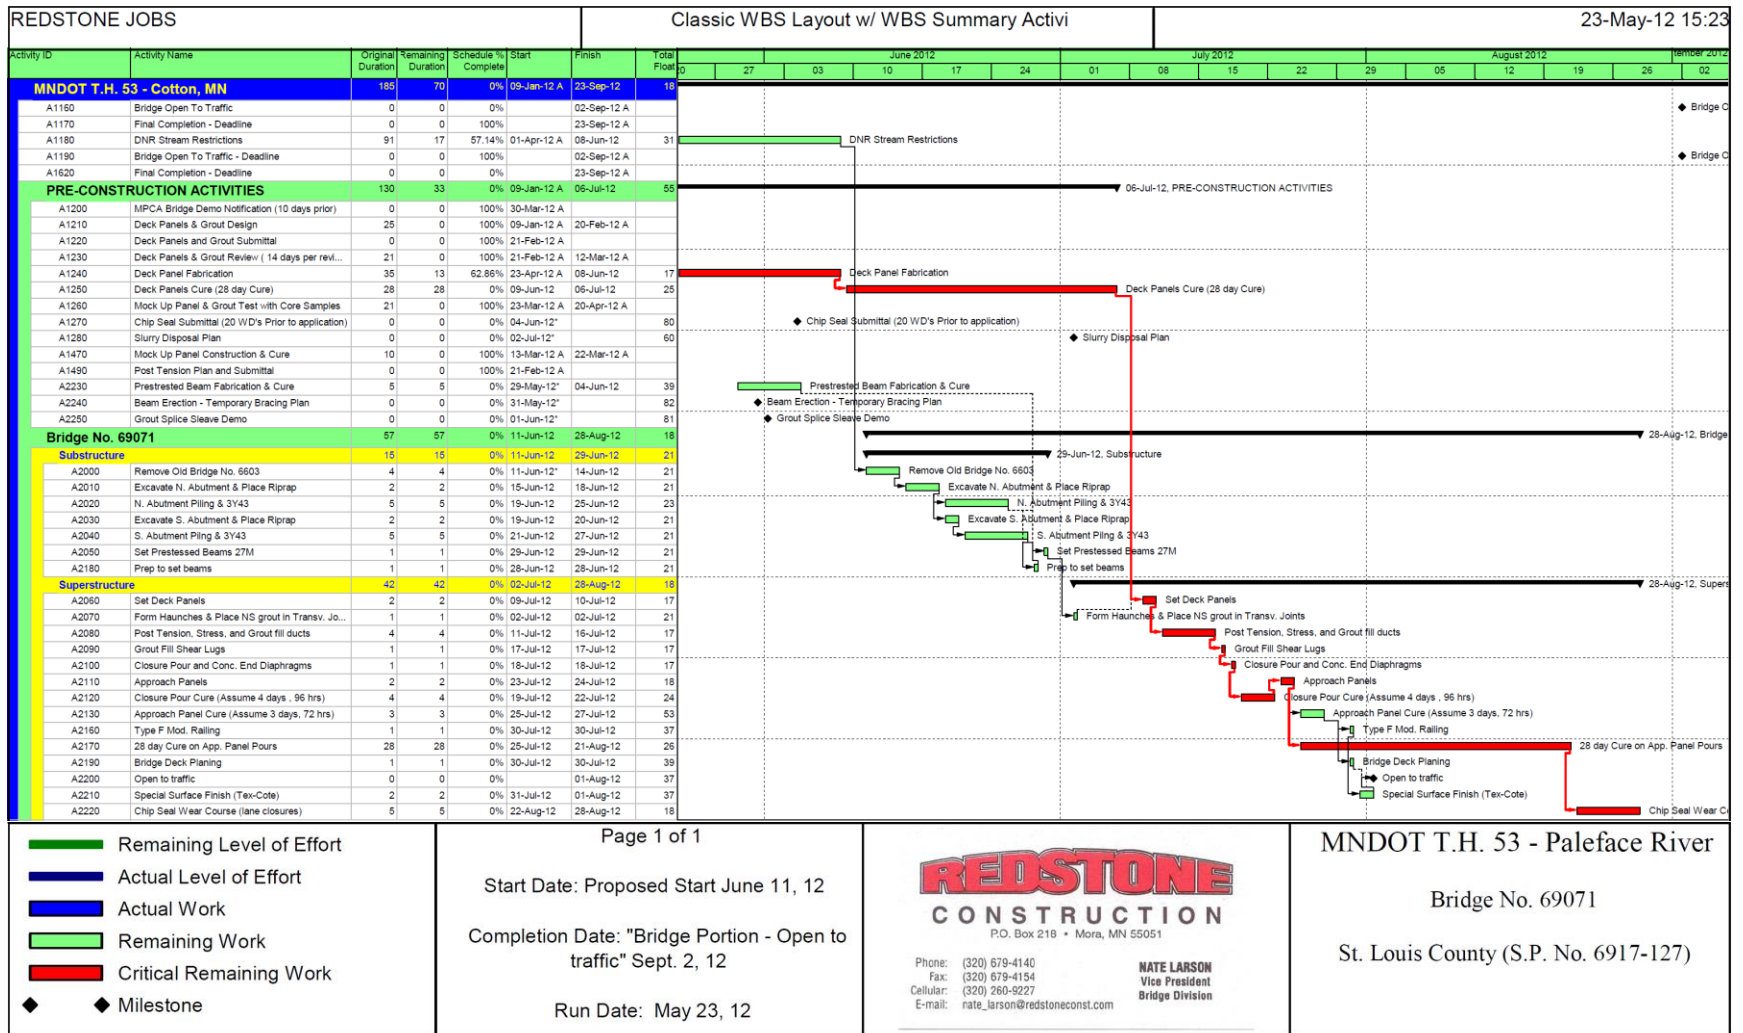 REDSTONE JOBS
Classic WBS Layout w/ WBS Summary Activi
23-May-12 15:23
Activity ID Activity Name Original Duration Remaining Duration Schedule % Complete Start Finish Total Float
June 2012 July 2012 August 2012 tember 2012
20 27 03 10 17 24 01 08 15 22 29 05 12 19 26 02
MNDOT T.H. 53 - Cotton, MN 185 70 0% 09-Jan-12 A 23-Sep-12 18
A1160 Bridge Open To Traffic 0 0 0% 02-Sep-12 A Bridge O
A1170 Final Completion - Deadline 0 0 100% 23-Sep-12 A
A1180 DNR Stream Restrictions 91 17 57.14% 01-Apr-12 A 08-Jun-12 31 DNR Stream Restrictions
A1190 Bridge Open To Traffic - Deadline 0 0 100% 02-Sep-12 A Bridge O
A1620 Final Completion - Deadline 0 0 0% 23-Sep-12 A
PRE-CONSTRUCTION ACTIVITIES 130 33 0% 09-Jan-12 A 06-Jul-12 55 06-Jul-12, PRE-CONSTRUCTION ACTIVITIES
A1200 MPCA Bridge Demo Notification (10 days prior) 0 0 100% 30-Mar-12 A
A1210 Deck Panels & Grout Design 25 0 100% 09-Jan-12 A 20-Feb-12 A
A1220 Deck Panels and Grout Submittal 0 0 100% 21-Feb-12 A
A1230 Deck Panels & Grout Review ( 14 days per revi... 21 0 100% 21-Feb-12 A 12-Mar-12 A
A1240 Deck Panel Fabrication 35 13 62.86% 23-Apr-12 A 08-Jun-12 17 Deck Panel Fabrication
A1250 Deck Panels Cure (28 day Cure) 28 28 0% 09-Jun-12 06-Jul-12 25 Deck Panels Cure (28 day Cure)
A1260 Mock Up Panel & Grout Test with Core Samples 21 0 100% 23-Mar-12 A 20-Apr-12 A
A1270 Chip Seal Submittal (20 WD's Prior to application) 0 0 0% 04-Jun-12* 80 Chip Seal Submittal (20 WD's Prior to application)
A1280 Slurry Disposal Plan 0 0 0% 02-Jul-12* 60 Slurry Disposal Plan
A1470 Mock Up Panel Construction & Cure 10 0 100% 13-Mar-12 A 22-Mar-12 A
A1490 Post Tension Plan and Submittal 0 0 100% 21-Feb-12 A
A2230 Prestrested Beam Fabrication & Cure 5 5 0% 29-May-12* 04-Jun-12 39 Prestrested Beam Fabrication & Cure
A2240 Beam Erection - Temporary Bracing Plan 0 0 0% 31-May-12* 82 Beam Erection - Temporary Bracing Plan
A2250 Grout Splice Sleave Demo 0 0 0% 01-Jun-12* 81 Grout Splice Sleave Demo
Bridge No. 69071 57 57 0% 11-Jun-12 28-Aug-12 18 28-Aug-12, Bridge
Substructure 15 15 0% 11-Jun-12 29-Jun-12 21 29-Jun-12, Substructure
A2000 Remove Old Bridge No. 6603 4 4 0% 11-Jun-12* 14-Jun-12 21 Remove Old Bridge No. 6603
A2010 Excavate N. Abutment & Place Riprap 2 2 0% 15-Jun-12 18-Jun-12 21 Excavate N. Abutment & Place Riprap
A2020 N. Abutment Piling & 3Y43 5 5 0% 19-Jun-12 25-Jun-12 23 N. Abutment Piling & 3Y43
A2030 Excavate S. Abutment & Place Riprap 2 2 0% 19-Jun-12 20-Jun-12 21 Excavate S. Abutment & Place Riprap
A2040 S. Abutment Pilng & 3Y43 5 5 0% 21-Jun-12 27-Jun-12 21 S. Abutment Pilng & 3Y43
A2050 Set Prestessed Beams 27M 1 1 0% 29-Jun-12 29-Jun-12 21 Set Prestessed Beams 27M
A2180 Prep to set beams 1 1 0% 28-Jun-12 28-Jun-12 21 Prep to set beams
Superstructure 42 42 0% 02-Jul-12 28-Aug-12 18 28-Aug-12, Supers
A2060 Set Deck Panels 2 2 0% 09-Jul-12 10-Jul-12 17 Set Deck Panels
A2070 Form Haunches & Place NS grout in Transv. Jo... 1 1 0% 02-Jul-12 02-Jul-12 21 Form Haunches & Place NS grout in Transv. Joints
A2080 Post Tension, Stress, and Grout fill ducts 4 4 0% 11-Jul-12 16-Jul-12 17 Post Tension, Stress, and Grout fill ducts
A2090 Grout Fill Shear Lugs 1 1 0% 17-Jul-12 17-Jul-12 17 Grout Fill Shear Lugs
A2100 Closure Pour and Conc. End Diaphragms 1 1 0% 18-Jul-12 18-Jul-12 17 Closure Pour and Conc. End Diaphragms
A2110 Approach Panels 2 2 0% 23-Jul-12 24-Jul-12 18 Approach Panels
A2120 Closure Pour Cure (Assume 4 days , 96 hrs) 4 4 0% 19-Jul-12 22-Jul-12 24 Closure Pour Cure (Assume 4 days , 96 hrs)
A2130 Approach Panel Cure (Assume 3 days, 72 hrs) 3 3 0% 25-Jul-12 27-Jul-12 53 Approach Panel Cure (Assume 3 days, 72 hrs)
A2160 Type F Mod. Railing 1 1 0% 30-Jul-12 30-Jul-12 37 Type F Mod. Railing
A2170 28 day Cure on App. Panel Pours 28 28 0% 25-Jul-12 21-Aug-12 26 28 day Cure on App. Panel Pours
A2190 Bridge Deck Planing 1 1 0% 30-Jul-12 30-Jul-12 39 Bridge Deck Planing
A2200 Open to traffic 0 0 0% 01-Aug-12 37 Open to traffic
A2210 Special Surface Finish (Tex-Cote) 2 2 0% 31-Jul-12 01-Aug-12 37 Special Surface Finish (Tex-Cote)
A2220 Chip Seal Wear Course (lane closures) 5 5 0% 22-Aug-12 28-Aug-12 18 Chip Seal Wear C
Remaining Level of Effort
Actual Level of Effort
Actual Work
Remaining Work
Critical Remaining Work
Milestone
Page 1 of 1
Start Date: Proposed Start June 11, 12
Completion Date: "Bridge Portion - Open to
traffic" Sept. 2, 12
Run Date: May 23, 12
REDSTONE
CONSTRUCTION
P.O. Box 218 • Mora, MN 55051
Phone: (320) 679-4140
Fax: (320) 679-4154
Cellular: (320) 260-9227
E-mail: nate_larson@redstoneconst.com
NATE LARSON
Vice President
Bridge Division
MNDOT T.H. 53 - Paleface River
Bridge No. 69071
St. Louis County (S.P. No. 6917-127)